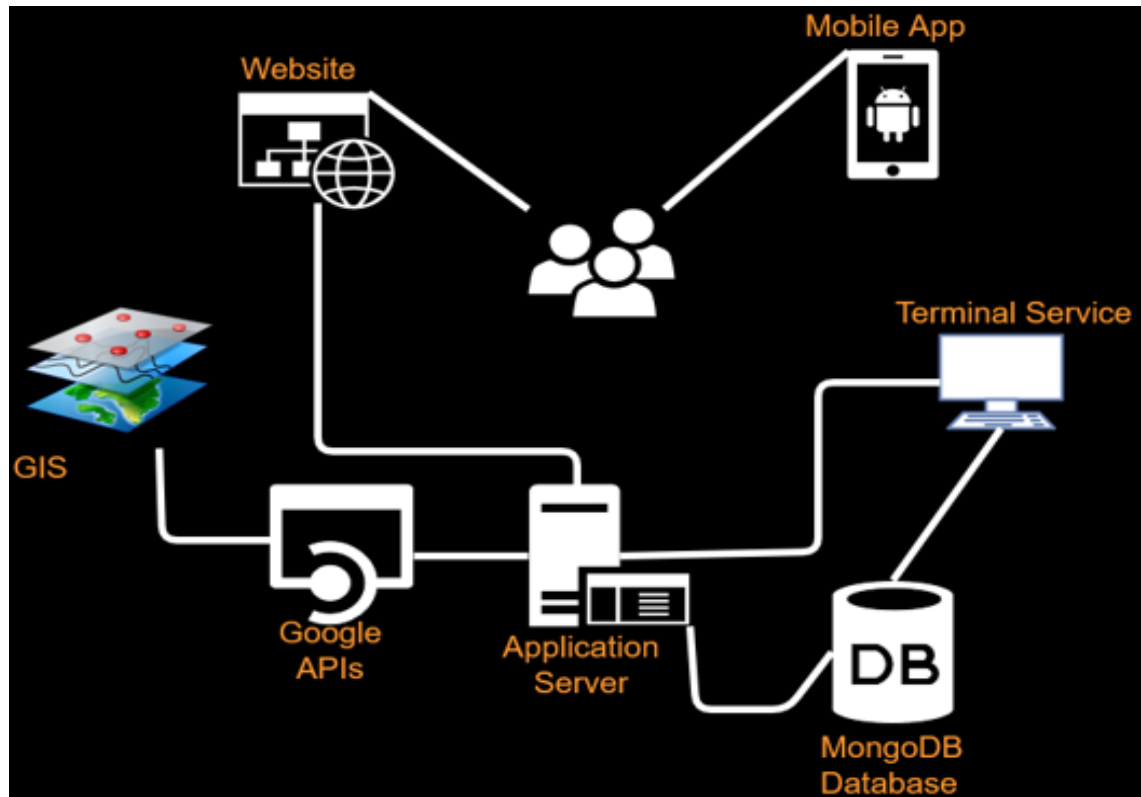 Mobile App
Website
Terminal Service
GIS
Google
APIs
Application
Server
DB
MongoDB
Database